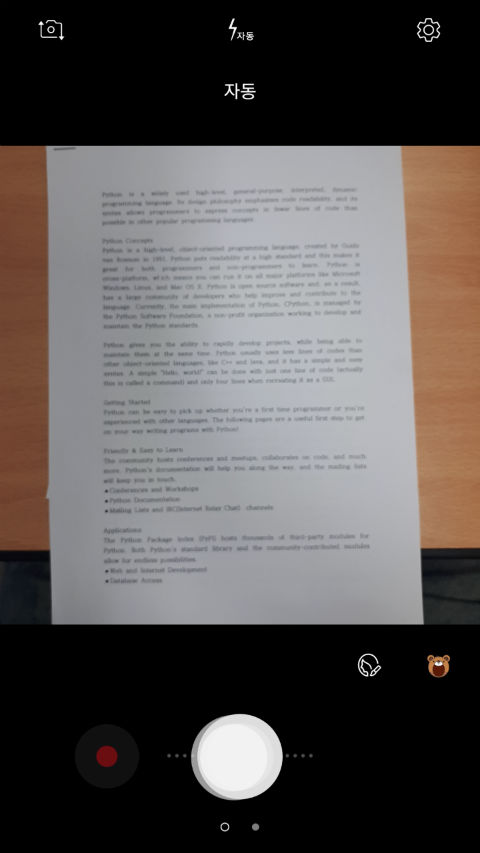 자동
자동
Python is a widely used high-level, general-purpose, interpreted, dynamic
programming language. Its design philosophy emphasizes code readability, and its
syntax allows programmers to express concepts in fewer lines of code than
possible in other popular programming languages.
Python Concepts
Python is a high-level, object-oriented programming language, created by Guido
van Rossum in 1991. Python puts readability at a high standard and this makes it
great for both programmers and non-programmers to learn. Python is
cross-platform, which means you can run it on all major platforms like Microsoft
Windows, Linux, and Mac OS X. Python is open source software and, as a result,
has a large community of developers who help improve and contribute to the
language. Currently, the main implementation of Python, CPython, is managed by
the Python Software Foundation, a non-profit organization working to develop and
maintain the Python standards.
Python gives you the ability to rapidly develop projects, while being able to
maintain them at the same time. Python usually uses less lines of codes than
other object-oriented languages, like C++ and Java, and it has a simple and easy
syntax. A simple "Hello, world!" can be done with just one line of code (actually
this is called a command) and only four lines when recreating it as a GUI.
Getting Started
Python can be easy to pick up whether you're a first time programmer or you're
experienced with other languages. The following pages are a useful first step to get
on your way writing programs with Python!
Friendly & Easy to Learn
The community hosts conferences and meetups, collaborates on code, and much
more. Python's documentation will help you along the way, and the mailing lists
will keep you in touch.
★Conferences and Workshops
★Python Documentation
★Mailing Lists and IRC(Internet Relay Chat) channels
Applications
The Python Package Index (PyPI) hosts thousands of third-party modules for
Python. Both Python's standard library and the community-contributed modules
allow for endless possibilities.
★Web and Internet Development
★Database Access